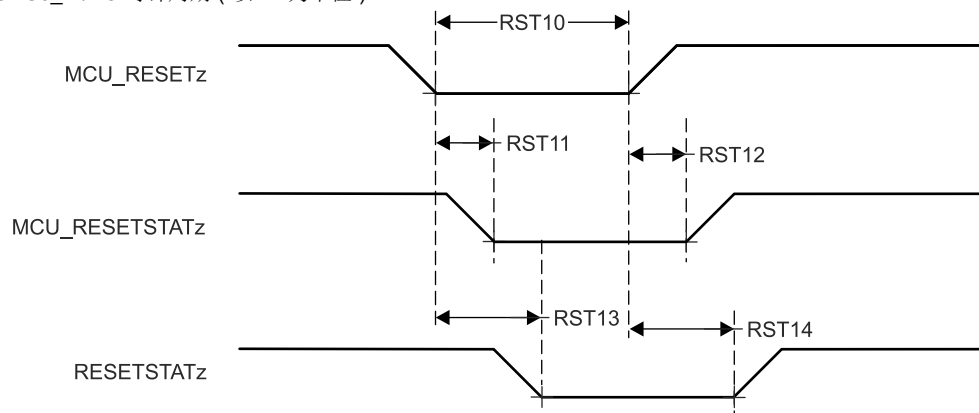 RST10
MCU_RESETz
RST11
RST12
MCU_RESETSTATz
RST13
RST14
RESETSTATz